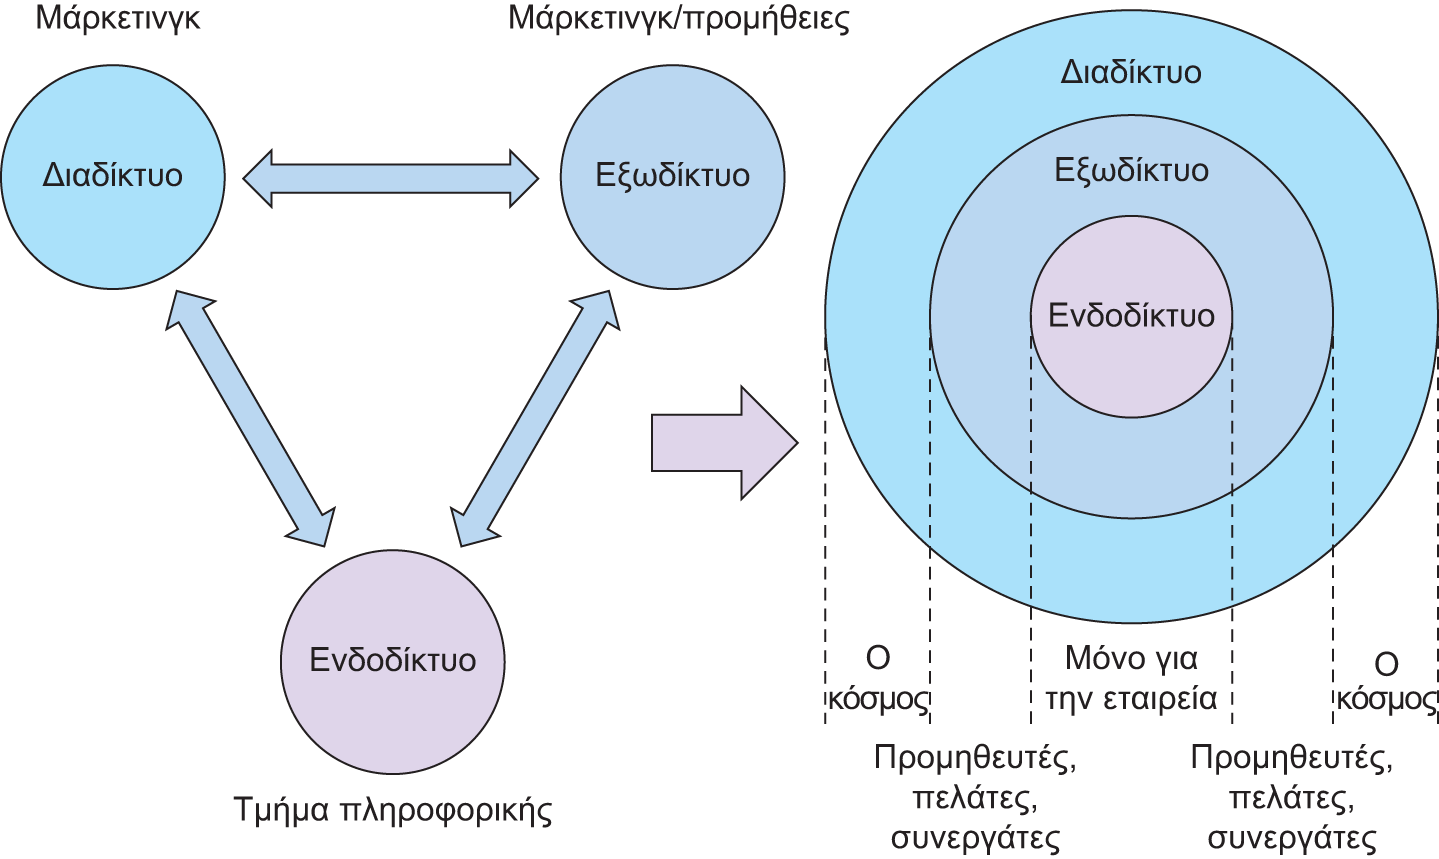 Μάρκετινγκ
Μάρκετινγκ/προμήθειες
Διαδίκτυο
Εξωδίκτυο
Ενδοδίκτυο
Τμήμα πληροφορικής
Διαδίκτυο
Εξωδίκτυο
Ενδοδίκτυο
Ο
κόσμος
Μόνο για
την εταιρεία
Ο
κόσμος
Προμηθευτές,
πελάτες,
συνεργάτες
Προμηθευτές,
πελάτες,
συνεργάτες